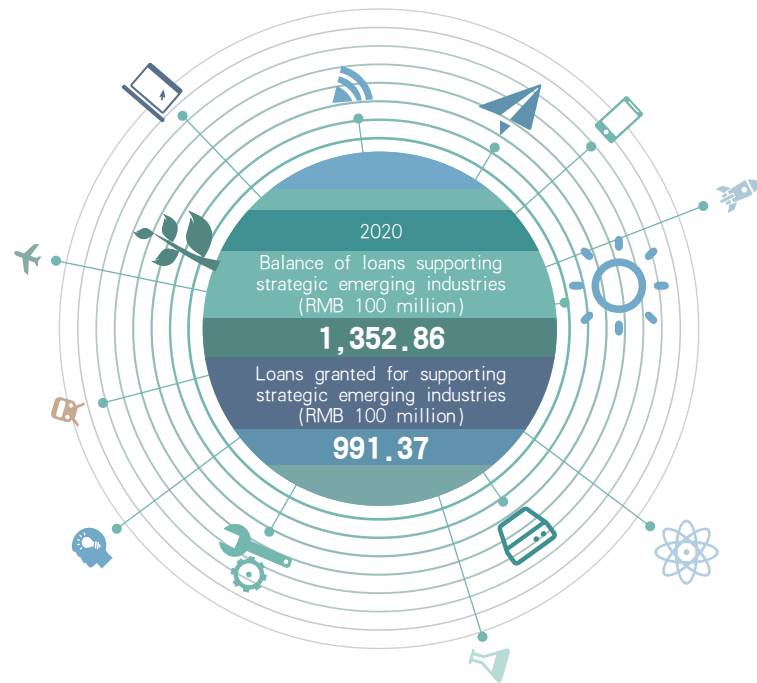 2020
Balance of loans supporting
strategic emerging industries
(RMB 100 million)
1,352.86
Loans granted for supporting
strategic emerging industries
(RMB 100 million)
991.37